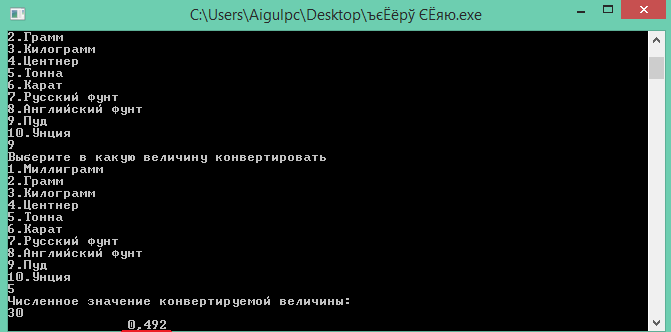 C:\Users\Aigulpc\Desktop\ъєЁёрў ЄЁяю.exe
2.Грамм
3.Килограмм
4.Центнер
5.Тонна
6.Карат
7.Русский фунт
8.Английский фунт
9.Пуд
10.Унция
9
Выберите в какую величину конвертировать
1.Миллиграмм
2.Грамм
3.Килограмм
4.Центнер
5.Тонна
6.Карат
7.Русский фунт
8.Английский фунт
9.Пуд
10.Унция
5
Численное значение конвертируемой величины:
30
0,492